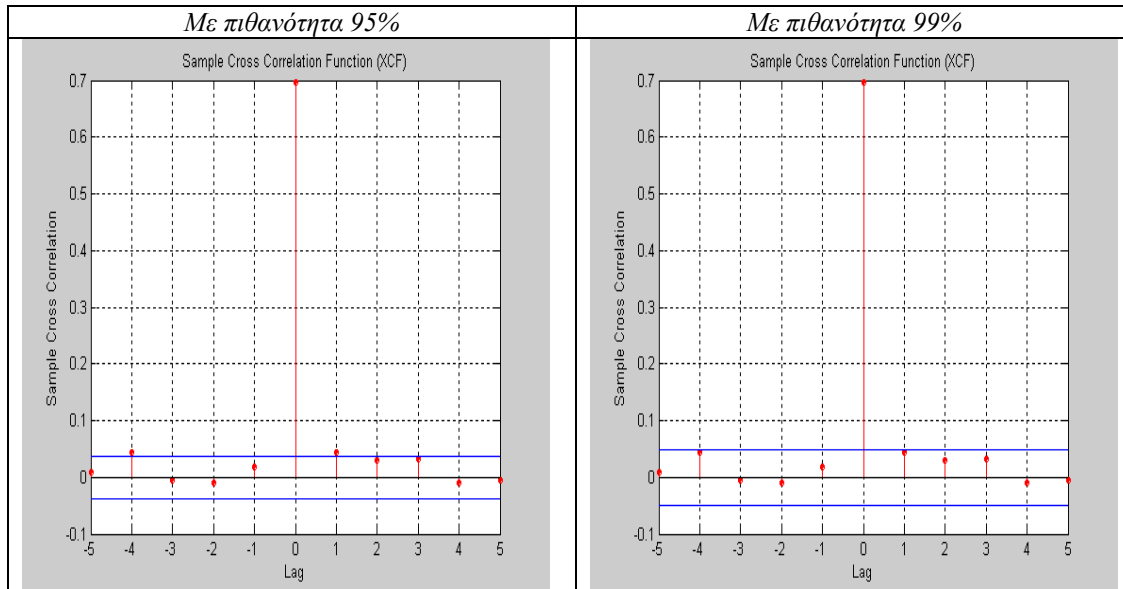 Με πιθανότητα 95%
Με πιθανότητα 99%
Sample Cross Correlation Function (XCF)
Sample Cross Correlation
0.7
0.6
0.5
0.4
0.3
0.2
0.1
0
-0.1
-5 -4 -3 -2 -1 0 1 2 3 4 5
Lag
Sample Cross Correlation Function (XCF)
Sample Cross Correlation
0.7
0.6
0.5
0.4
0.3
0.2
0.1
0
-0.1
-5 -4 -3 -2 -1 0 1 2 3 4 5
Lag